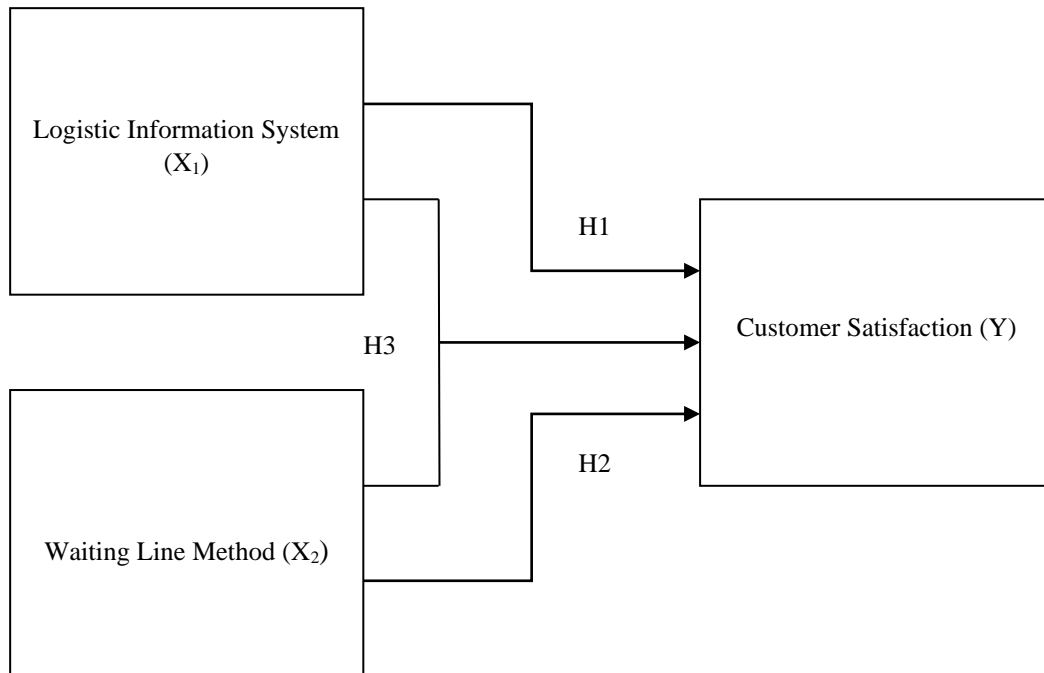 Logistic Information System
(X₁)
H1
Customer Satisfaction (Y)
H3
H2
Waiting Line Method (X₂)